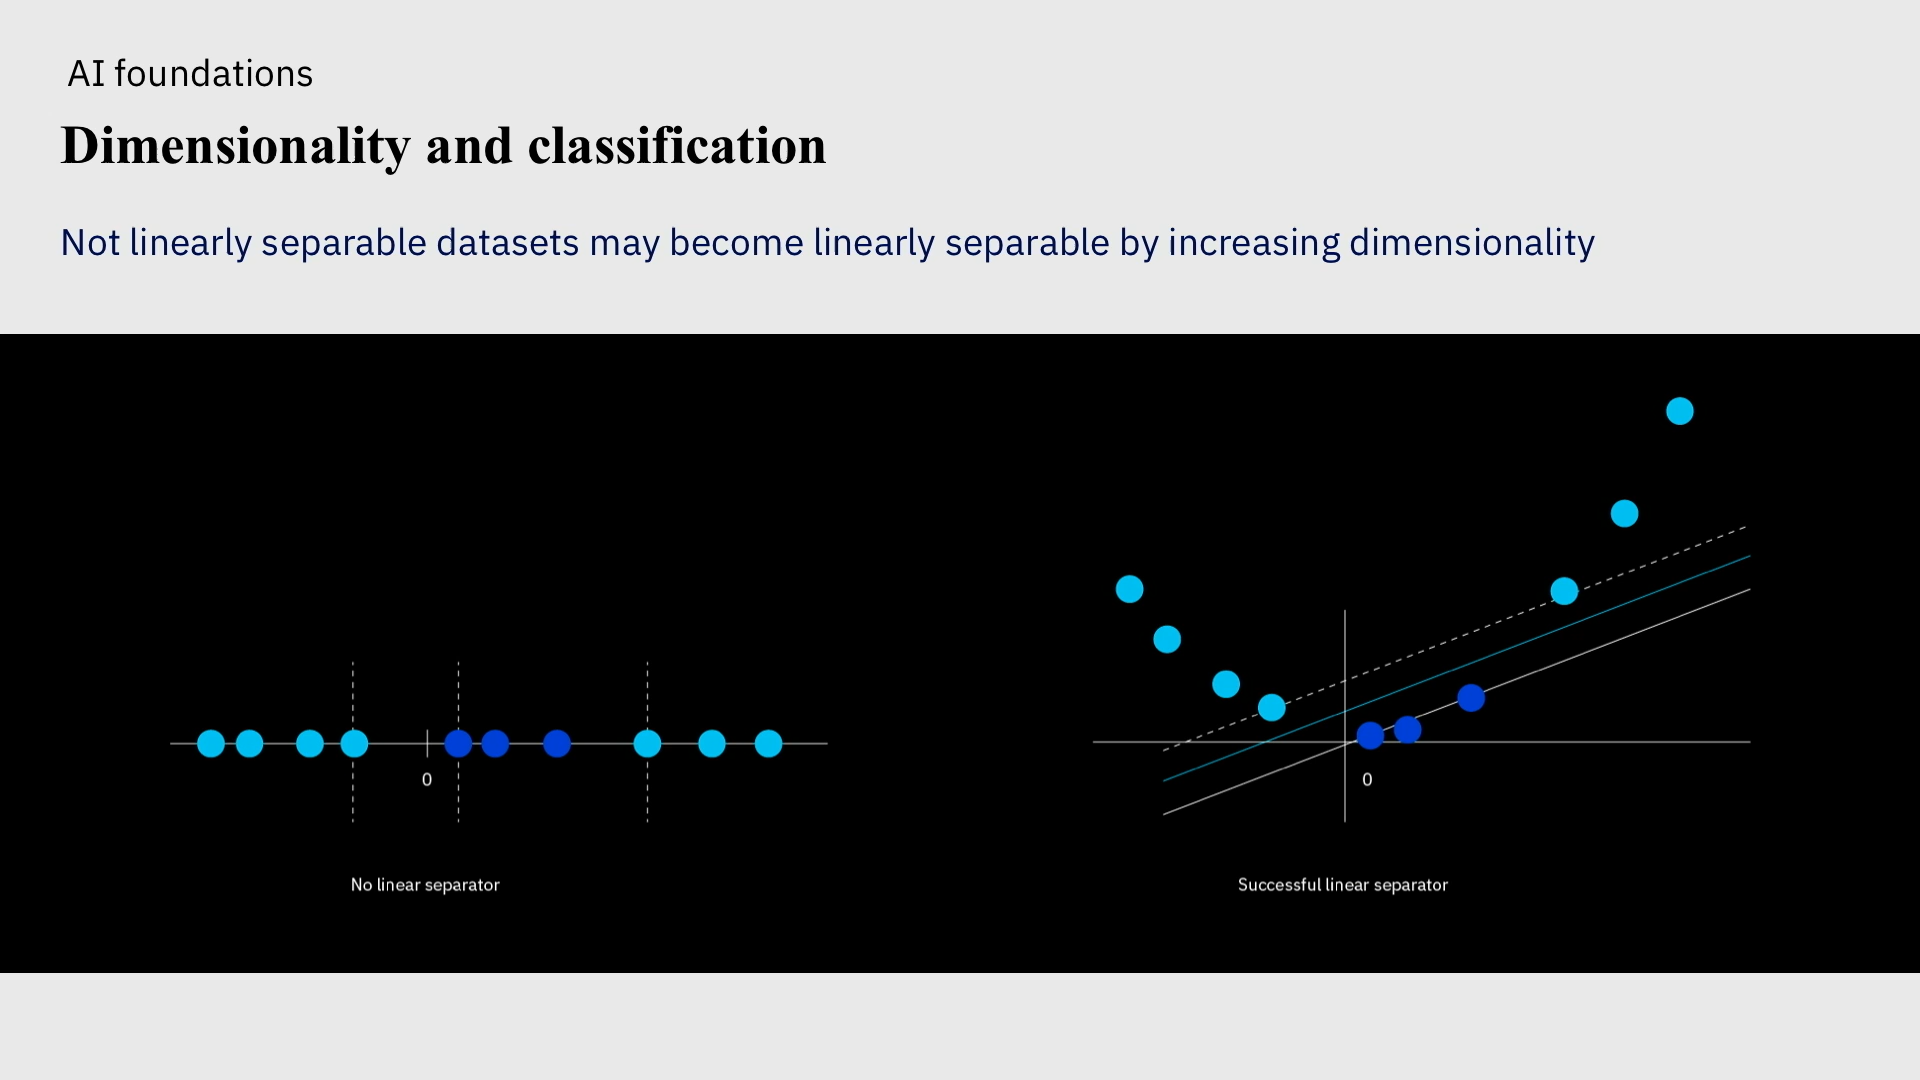 AI foundations
Dimensionality and classification
Not linearly separable datasets may become linearly separable by increasing dimensionality
0
No linear separator
0
Successful linear separator